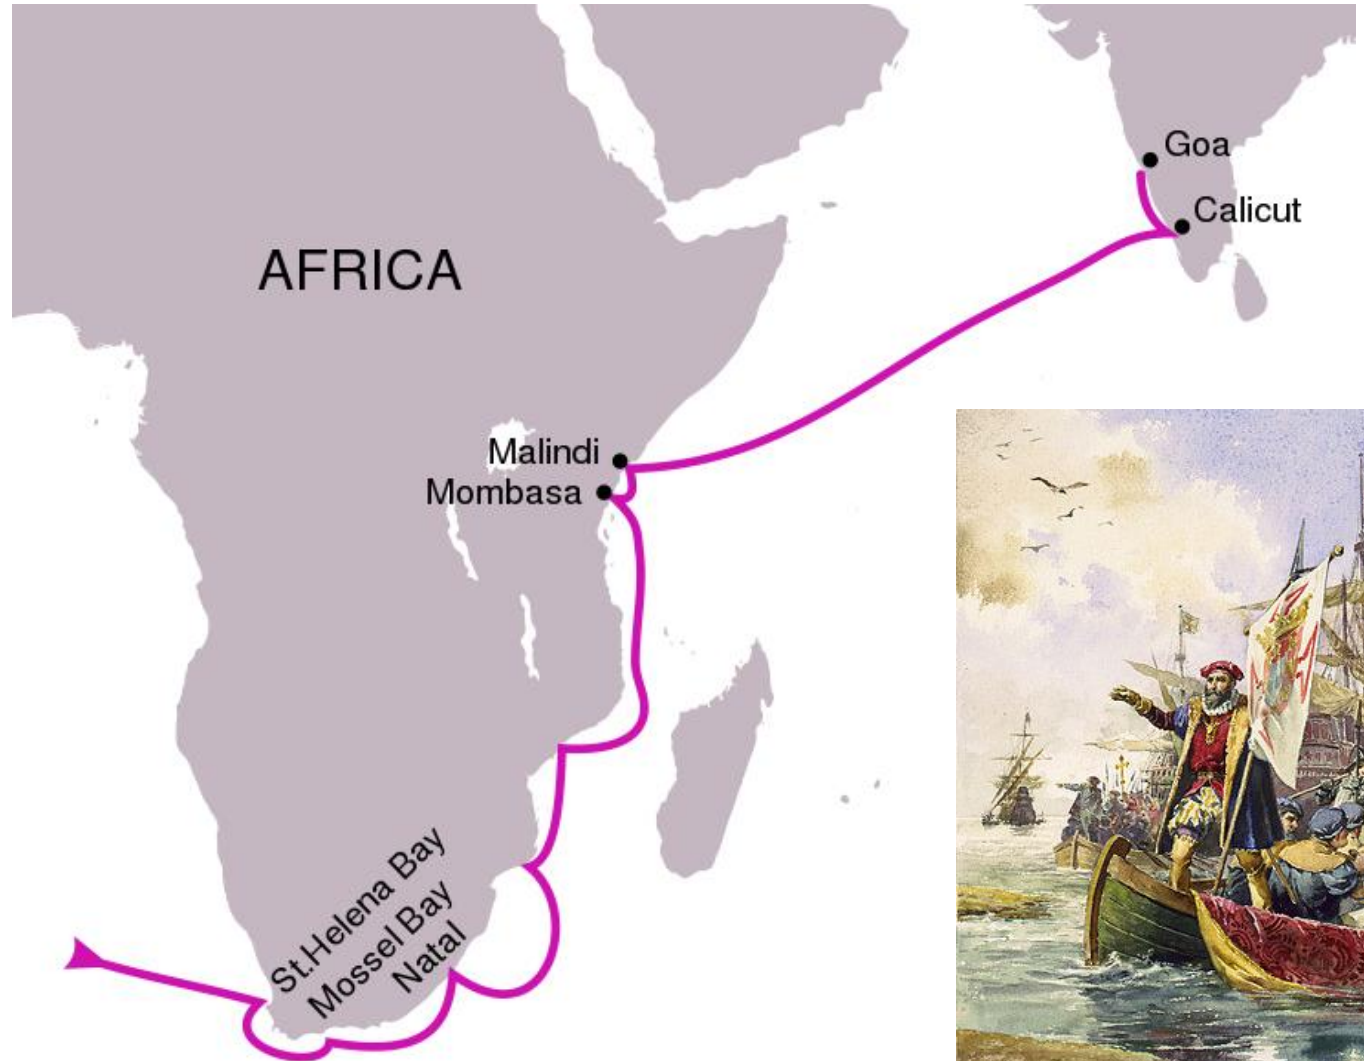 Goa
Calicut
AFRICA
Malindi
Mombasa
St.Helena Bay
Mossel Bay
Natal